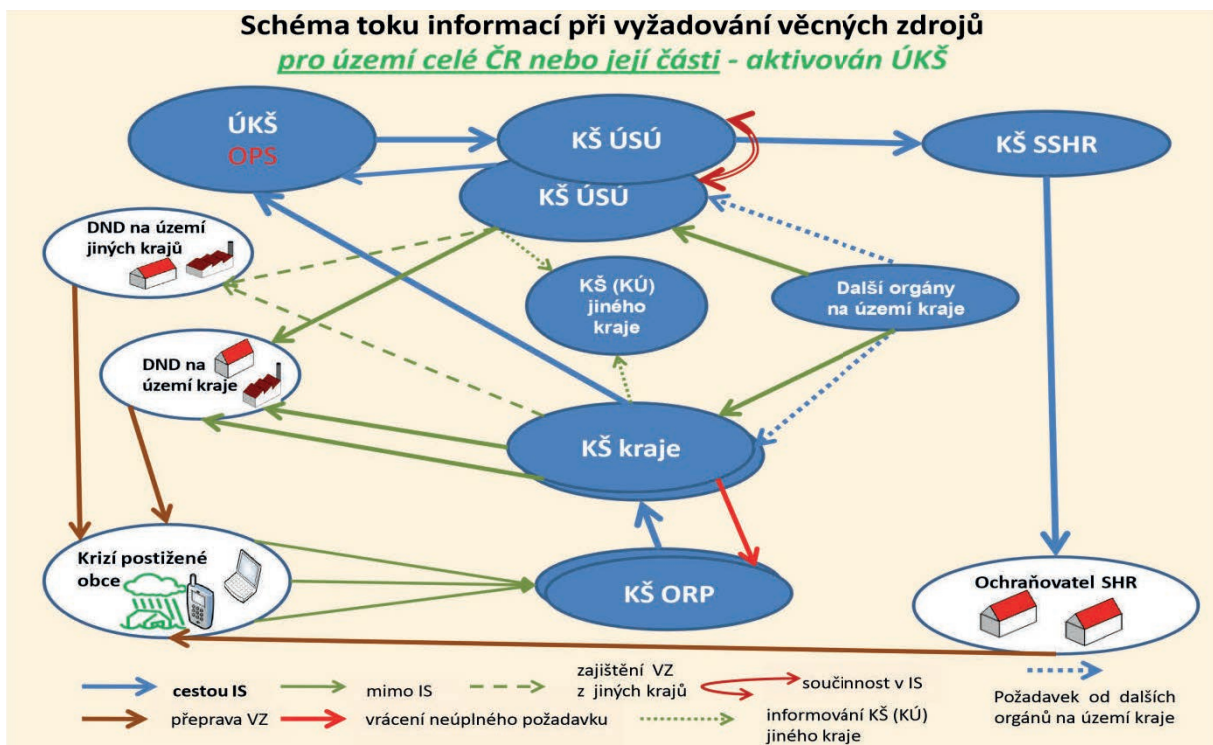 Schéma toku informací při vyžadování věcných zdrojů
pro území celé ČR nebo její části - aktivován ÚKŠ
ÚKŠ
OPS
KŠ ÚSÚ
KŠ SSHR
KŠ ÚSÚ
DND na území
jiných krajů
KŠ (KÚ)
jiného
kraje
Další orgány
na území kraje
DND na
území kraje
KŠ kraje
Krizí postižené
obce
KŠ ORP
Ochraňovatel SHR
cestou IS
mimo IS
zajištění VZ
z jiných krajů
součinnost v IS
Požadavek od dalších
orgánů na území kraje
přeprava VZ
vrácení neúplného požadavku
informování KŠ (KÚ)
jiného kraje